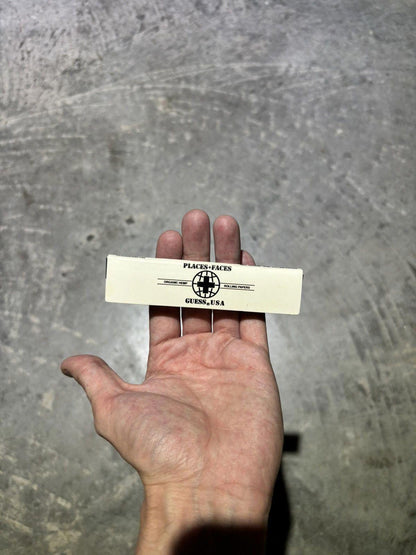 PLACES+FACES
ORGANIC HEMP ROLLING PAPERS
GUESS USA